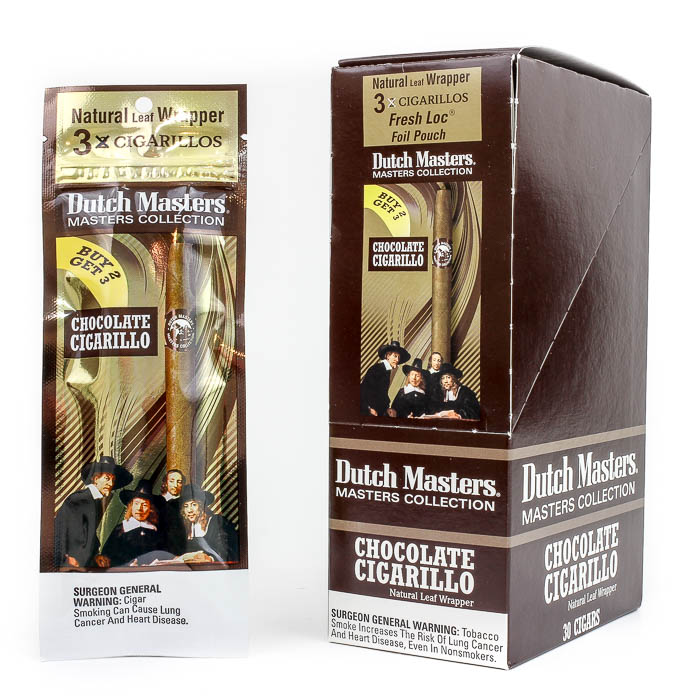 Natural Leaf Wrapper
3 X CIGARILLOS
Dutch Masters®
MASTERS COLLECTION
BUY 2
GET 3
CHOCOLATE
CIGARILLO
DUTCH MASTERS
SURGEON GENERAL
WARNING: Cigar
Smoking Can Cause Lung
Cancer And Heart Disease.
Natural Leaf Wrapper
3 X CIGARILLOS
Fresh Loc®
Foil Pouch
Dutch Masters®
MASTERS COLLECTION
BUY 2
GET 3
CHOCOLATE
CIGARILLO
Dutch Masters®
MASTERS COLLECTION
CHOCOLATE
CIGARILLO
Natural Leaf Wrapper
SURGEON GENERAL WARNING: Tobacco
Smoke Increases The Risk Of Lung Cancer
And Heart Disease, Even In Nonsmokers.
Dutch Masters®
MASTERS COLLECTION
CHOCOLATE
CIGARILLO
Natural Leaf Wrapper
30 CIGARS